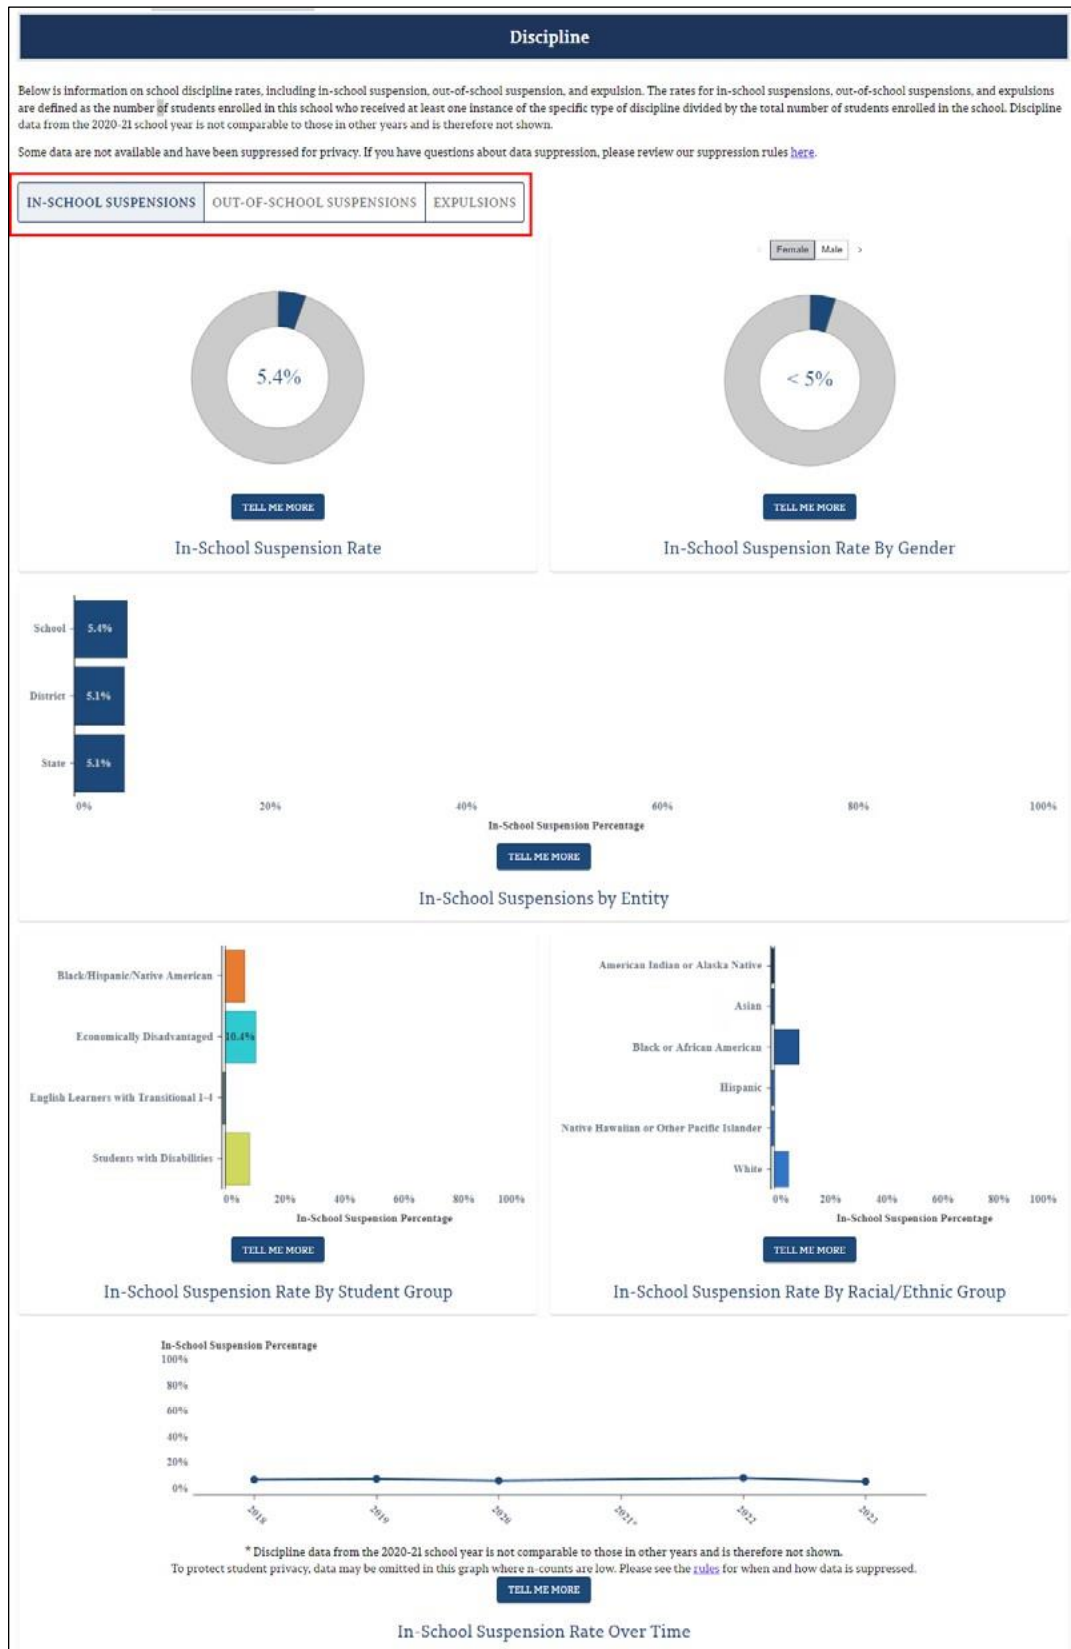 Discipline
Below is information on school discipline rates, including in-school suspension, out-of-school suspension, and expulsion. The rates for in-school suspensions, out-of-school suspensions, and expulsions
are defined as the number of students enrolled in this school who received at least one instance of the specific type of discipline divided by the total number of students enrolled in the school. Discipline
data from the 2020-21 school year is not comparable to those in other years and is therefore not shown.
Some data are not available and have been suppressed for privacy. If you have questions about data suppression, please review our suppression rules here.
IN-SCHOOL SUSPENSIONS OUT-OF-SCHOOL SUSPENSIONS EXPULSIONS
5.4%
TELL ME MORE
In-School Suspension Rate
< Female Male >
< 5%
TELL ME MORE
In-School Suspension Rate By Gender
School 5.4%
District 5.1%
State 5.1%
0% 20% 40% 60% 80% 100%
In-School Suspension Percentage
TELL ME MORE
In-School Suspensions by Entity
Black/Hispanic/Native American
Economically Disadvantaged 10.4%
English Learners with Transitional 1-4
Students with Disabilities
0% 20% 40% 60% 80% 100%
In-School Suspension Percentage
TELL ME MORE
In-School Suspension Rate By Student Group
American Indian or Alaska Native
Asian
Black or African American
Hispanic
Native Hawaiian or Other Pacific Islander
White
0% 20% 40% 60% 80% 100%
In-School Suspension Percentage
TELL ME MORE
In-School Suspension Rate By Racial/Ethnic Group
In-School Suspension Percentage
100%
80%
60%
40%
20%
0%
2018 2019 2020 2021* 2022 2023
* Discipline data from the 2020-21 school year is not comparable to those in other years and is therefore not shown.
To protect student privacy, data may be omitted in this graph where n-counts are low. Please see the rules for when and how data is suppressed.
TELL ME MORE
In-School Suspension Rate Over Time